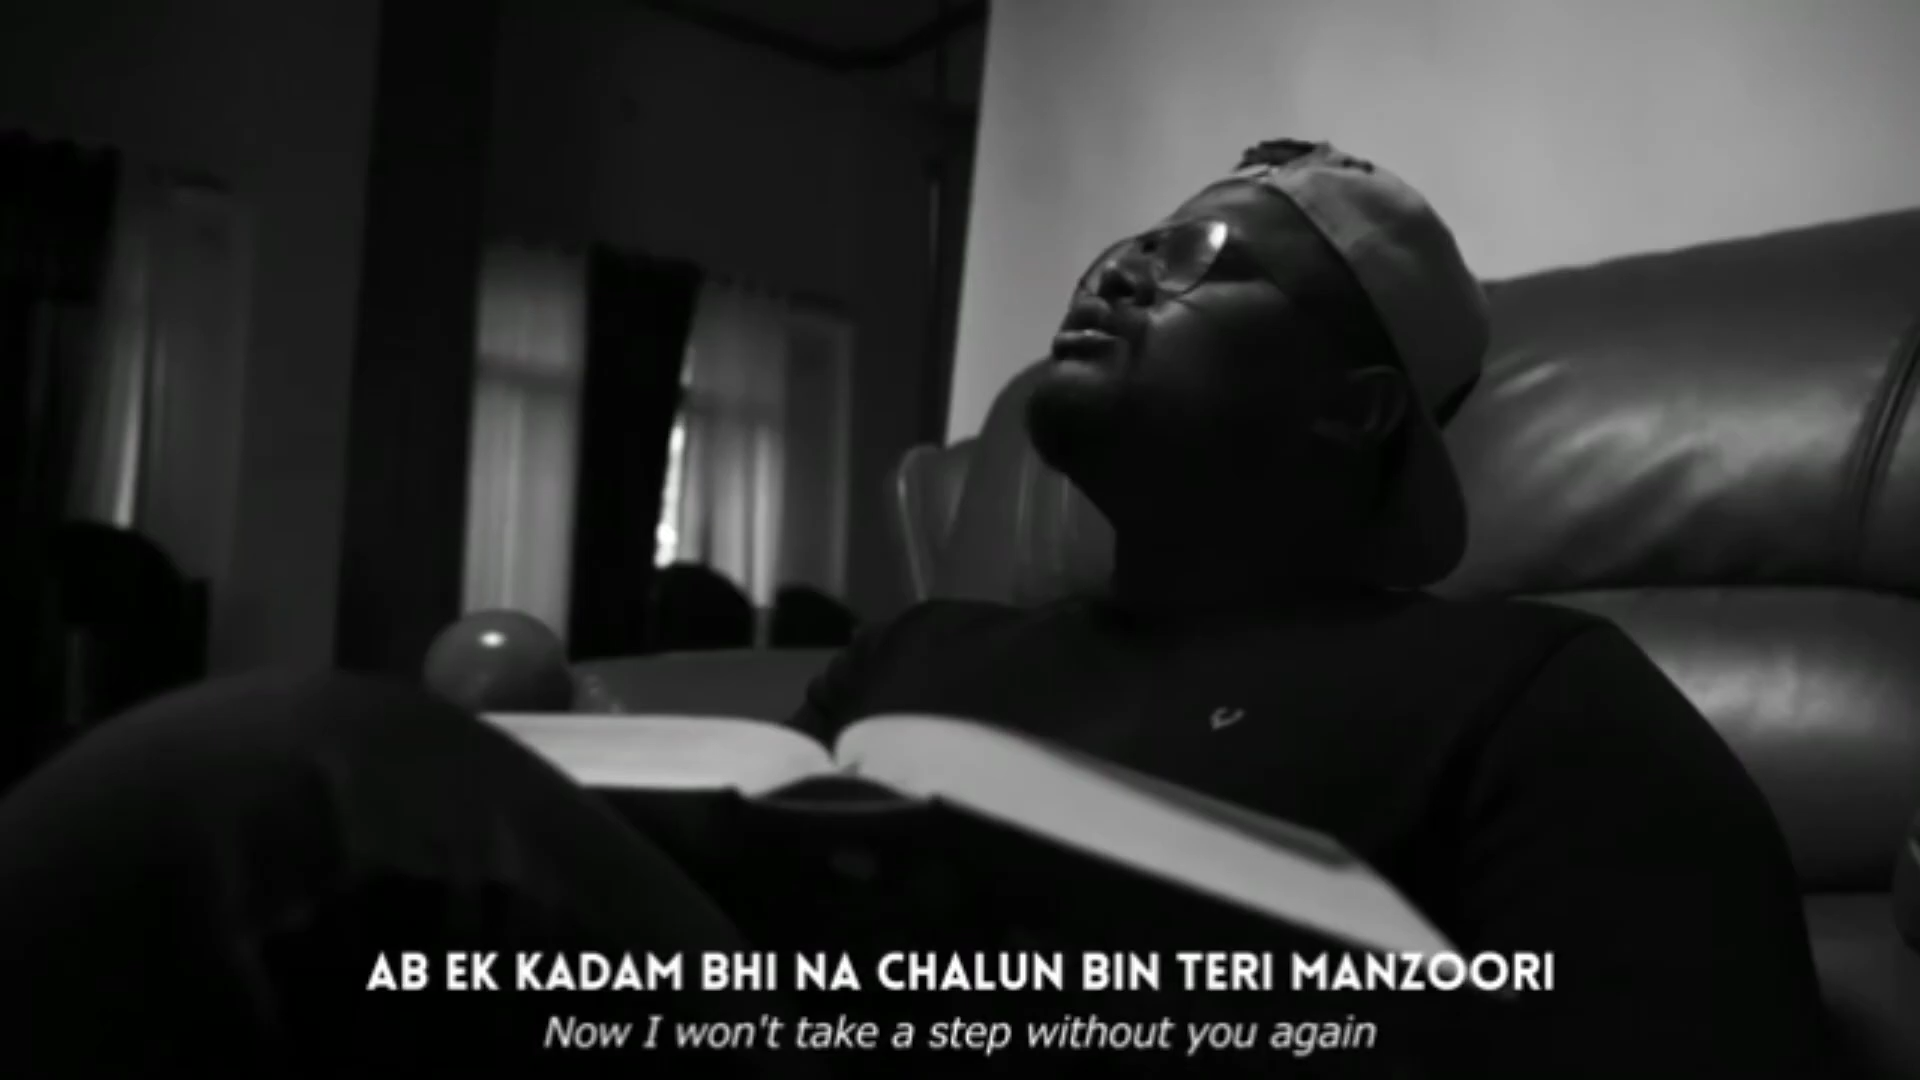 AB EK KADAM BHI NA CHALUN BIN TERI MANZOORI
Now I won't take a step without you again